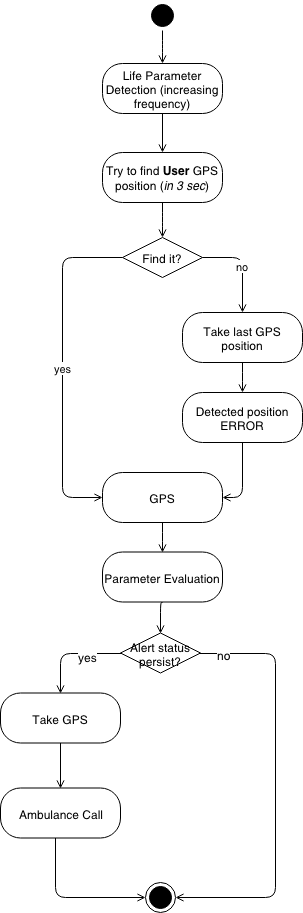 Life Parameter
Detection (increasing
frequency)
Try to find User GPS
position (in 3 sec)
Find it?
no
Take last GPS
position
yes
Detected position
ERROR
GPS
Parameter Evaluation
Alert status
persist?
yes
no
Take GPS
Ambulance Call